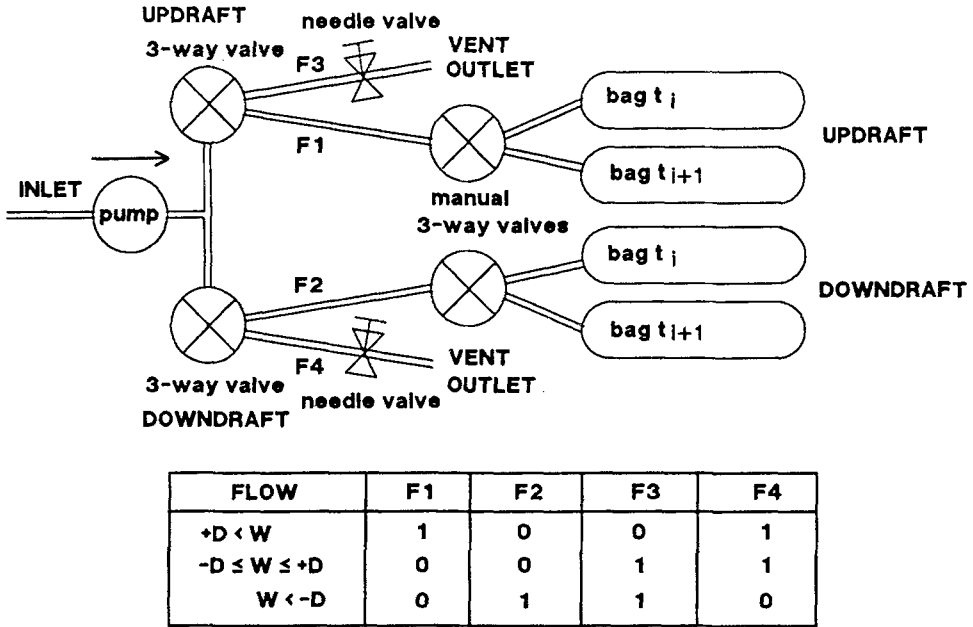 UPDRAFT
3-way valve
needle valve
F3
VENT
OUTLET
F1
bag t i
bag t i+1
UPDRAFT
INLET
pump
manual
3-way valves
F2
bag t i
bag t i+1
DOWNDRAFT
F4
VENT
OUTLET
3-way valve
DOWNDRAFT
needle valve
FLOW F1 F2 F3 F4
+D < W 1 0 0 1
-D ≤ W ≤ +D 0 0 1 1
W < -D 0 1 1 0